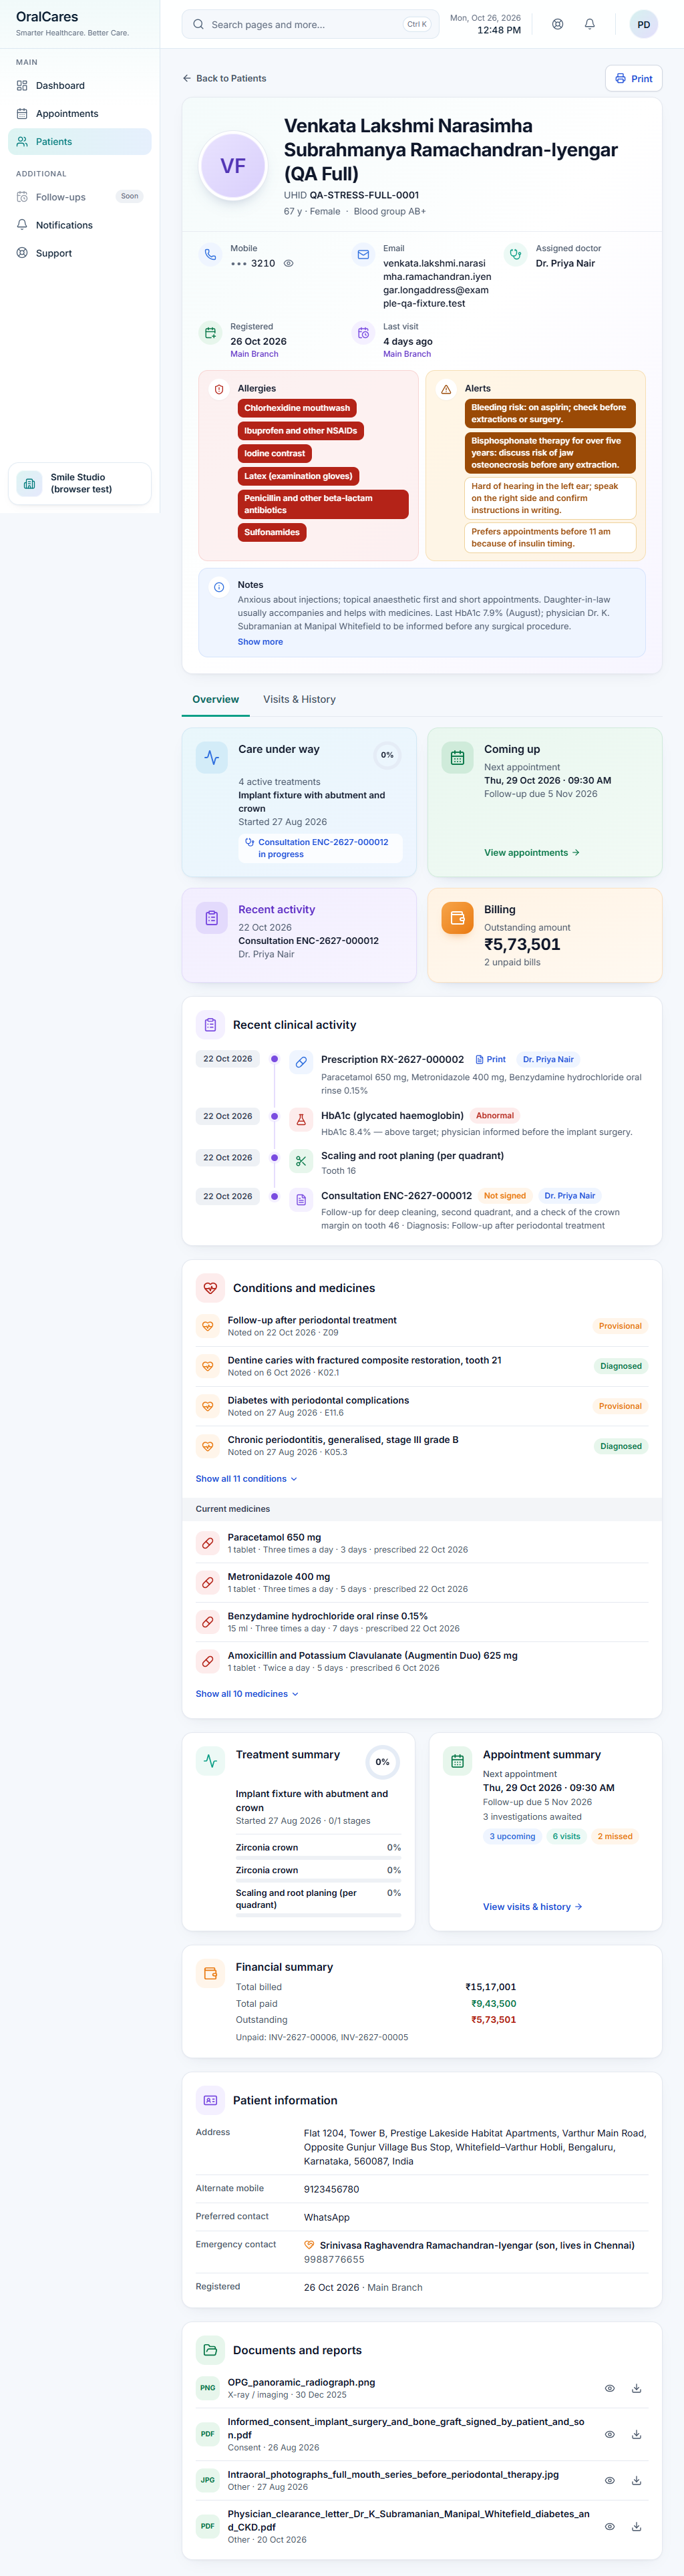 OralCares
Smarter Healthcare. Better Care.
MAIN
Dashboard
Appointments
Patients
ADDITIONAL
Follow-ups
Soon
Notifications
Support
Smile Studio
(browser test)
Search pages and more...
Ctrl K
Mon, Oct 26, 2026
12:48 PM
PD
Back to Patients
Print
VF
Venkata Lakshmi Narasimha
Subrahmanya Ramachandran-Iyengar
(QA Full)
UHID QA-STRESS-FULL-0001
67 y · Female · Blood group AB+
Mobile
••• 3210
Email
venkata.lakshmi.narasi
mha.ramachandran.iyen
gar.longaddress@exam
ple-qa-fixture.test
Assigned doctor
Dr. Priya Nair
Registered
26 Oct 2026
Main Branch
Last visit
4 days ago
Main Branch
Allergies
Chlorhexidine mouthwash
Ibuprofen and other NSAIDs
Iodine contrast
Latex (examination gloves)
Penicillin and other beta-lactam
antibiotics
Sulfonamides
Alerts
Bleeding risk: on aspirin; check before
extractions or surgery.
Bisphosphonate therapy for over five
years: discuss risk of jaw
osteonecrosis before any extraction.
Hard of hearing in the left ear; speak
on the right side and confirm
instructions in writing.
Prefers appointments before 11 am
because of insulin timing.
Notes
Anxious about injections; topical anaesthetic first and short appointments. Daughter-in-law
usually accompanies and helps with medicines. Last HbA1c 7.9% (August); physician Dr. K.
Subramanian at Manipal Whitefield to be informed before any surgical procedure.
Show more
Overview
Visits & History
Care under way
0%
4 active treatments
Implant fixture with abutment and
crown
Started 27 Aug 2026
Consultation ENC-2627-000012
in progress
Coming up
Next appointment
Thu, 29 Oct 2026 · 09:30 AM
Follow-up due 5 Nov 2026
View appointments →
Recent activity
22 Oct 2026
Consultation ENC-2627-000012
Dr. Priya Nair
Billing
Outstanding amount
₹5,73,501
2 unpaid bills
Recent clinical activity
22 Oct 2026
Prescription RX-2627-000002
Print
Dr. Priya Nair
Paracetamol 650 mg, Metronidazole 400 mg, Benzydamine hydrochloride oral
rinse 0.15%
22 Oct 2026
HbA1c (glycated haemoglobin)
Abnormal
HbA1c 8.4% — above target; physician informed before the implant surgery.
22 Oct 2026
Scaling and root planing (per quadrant)
Tooth 16
22 Oct 2026
Consultation ENC-2627-000012
Not signed
Dr. Priya Nair
Follow-up for deep cleaning, second quadrant, and a check of the crown
margin on tooth 46 · Diagnosis: Follow-up after periodontal treatment
Conditions and medicines
Follow-up after periodontal treatment
Noted on 22 Oct 2026 · Z09
Provisional
Dentine caries with fractured composite restoration, tooth 21
Noted on 6 Oct 2026 · K02.1
Diagnosed
Diabetes with periodontal complications
Noted on 27 Aug 2026 · E11.6
Provisional
Chronic periodontitis, generalised, stage III grade B
Noted on 27 Aug 2026 · K05.3
Diagnosed
Show all 11 conditions
Current medicines
Paracetamol 650 mg
1 tablet · Three times a day · 3 days · prescribed 22 Oct 2026
Metronidazole 400 mg
1 tablet · Three times a day · 5 days · prescribed 22 Oct 2026
Benzydamine hydrochloride oral rinse 0.15%
15 ml · Three times a day · 7 days · prescribed 22 Oct 2026
Amoxicillin and Potassium Clavulanate (Augmentin Duo) 625 mg
1 tablet · Twice a day · 5 days · prescribed 6 Oct 2026
Show all 10 medicines
Treatment summary
0%
Implant fixture with abutment and
crown
Started 27 Aug 2026 · 0/1 stages
Zirconia crown 0%
Zirconia crown 0%
Scaling and root planing (per
quadrant)
0%
Appointment summary
Next appointment
Thu, 29 Oct 2026 · 09:30 AM
Follow-up due 5 Nov 2026
3 investigations awaited
3 upcoming
6 visits
2 missed
View visits & history →
Financial summary
Total billed ₹15,17,001
Total paid ₹9,43,500
Outstanding ₹5,73,501
Unpaid: INV-2627-00006, INV-2627-00005
Patient information
Address
Flat 1204, Tower B, Prestige Lakeside Habitat Apartments, Varthur Main Road,
Opposite Gunjur Village Bus Stop, Whitefield–Varthur Hobli, Bengaluru,
Karnataka, 560087, India
Alternate mobile
9123456780
Preferred contact
WhatsApp
Emergency contact
Srinivasa Raghavendra Ramachandran-Iyengar (son, lives in Chennai)
9988776655
Registered
26 Oct 2026 · Main Branch
Documents and reports
PNG
OPG_panoramic_radiograph.png
X-ray / imaging · 30 Dec 2025
PDF
Informed_consent_implant_surgery_and_bone_graft_signed_by_patient_and_so
n.pdf
Consent · 26 Aug 2026
JPG
Intraoral_photographs_full_mouth_series_before_periodontal_therapy.jpg
Other · 27 Aug 2026
PDF
Physician_clearance_letter_Dr_K_Subramanian_Manipal_Whitefield_diabetes_an
d_CKD.pdf
Other · 20 Oct 2026